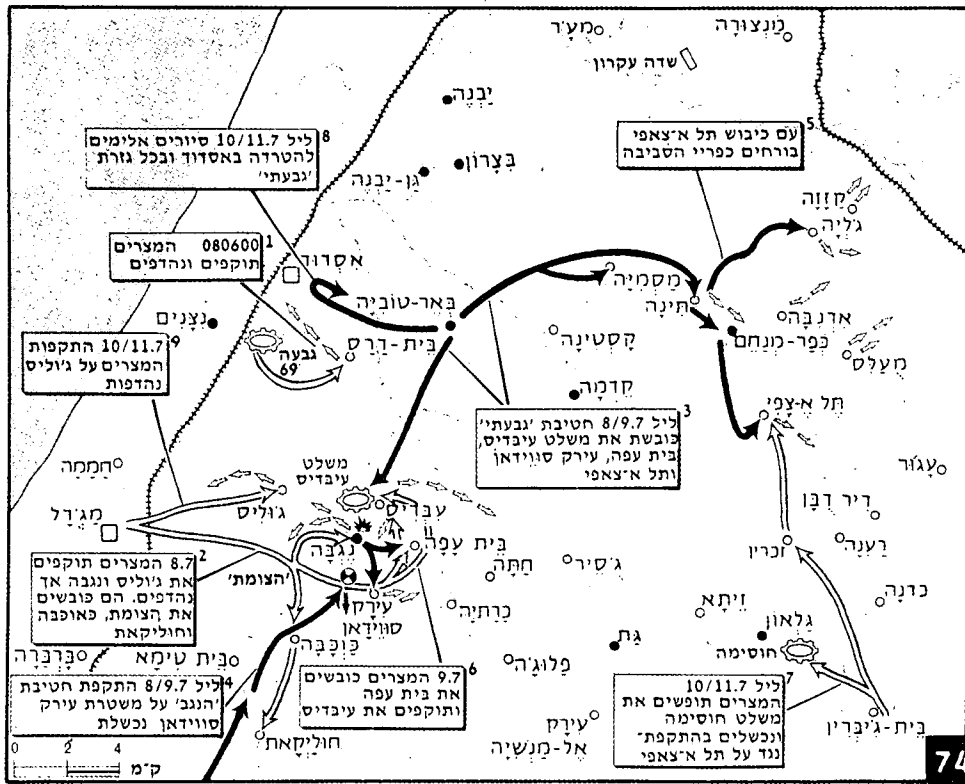 מַנְצוּרָה
מע׳ר
שדה עקרון
יַבְנֶה
8
ליל 10/11.7 סיורים אלימים
להטרדה באסדוד ובכל גזרת
'גבעתי'
5
עם כיבוש תל א-צאפי
בורחים כפריי הסביבה
בִּצָרוֹן
גַן-יַבְנֶה
קַזָזָה
גִ'לִיָה
1
080600 המצרים
תוקפים ונהדפים
אִסְדוּד
מַסְמִיָּה
תִּינָה
בְּאֵר-טוֹבִיָּה
אִדְנִבָּה
נִצָּנִים
בֵּית-דַרַס
קַסְטִינָה
כְּפַר-מְנַחֵם
מֻעַלִס
גבעה
69
9
10/11.7 התקפות
המצרים על ג'וליס
נהדפות
קִדְמָה
תֵּל אֵ-צָפִי
3
ליל 8/9.7 חטיבת 'גבעתי'
כובשת את משלט עיבדיס,
בית עפה, עירק סווידאן
ותל א-צאפי
עַגּ'וּר
חַמָמָה
משלט
עיבדיס
ג'וּלִיס
עִבְּדִיס
דֵיר דֻבָּן
מַגְ'דַל
נֶגְבָּה
בֵּית עַפָה
רַעְנָה
זכרין
2
8.7 המצרים תוקפים
את ג'וליס ונגבה אך
נהדפים. הם כובשים
את הצומת, כאוכבה
וחוליקאת
'הצומת'
ג'סִיר
חַתָּה
עִירָק
סוּוִידַאן
כַרַתִיָּה
זֵיתָא
כִדְנָה
גַלְאוֹן
חוסימה
כַּוְכַּבָּה
גַּת
בַּרְבַּרָה
בֵּית טִימָא
פַלוּגָ'ה
4
ליל 8/9.7 התקפת חטיבת
'הנגב' על משטרת עירק
סווידאן נכשלת
6
9.7 המצרים כובשים
את בית עפה
ותוקפים את עיבדיס
7
ליל 10/11.7
המצרים תופשים את
משלט חוסימה
ונכשלים בהתקפת-
נגד על תל א-צאפי
בֵּית-גִ'יבְּרִין
חוּלִיקָאת
עִירָק
אֶל-מַנְשִׁיָה
0 2 4
ק״מ
74